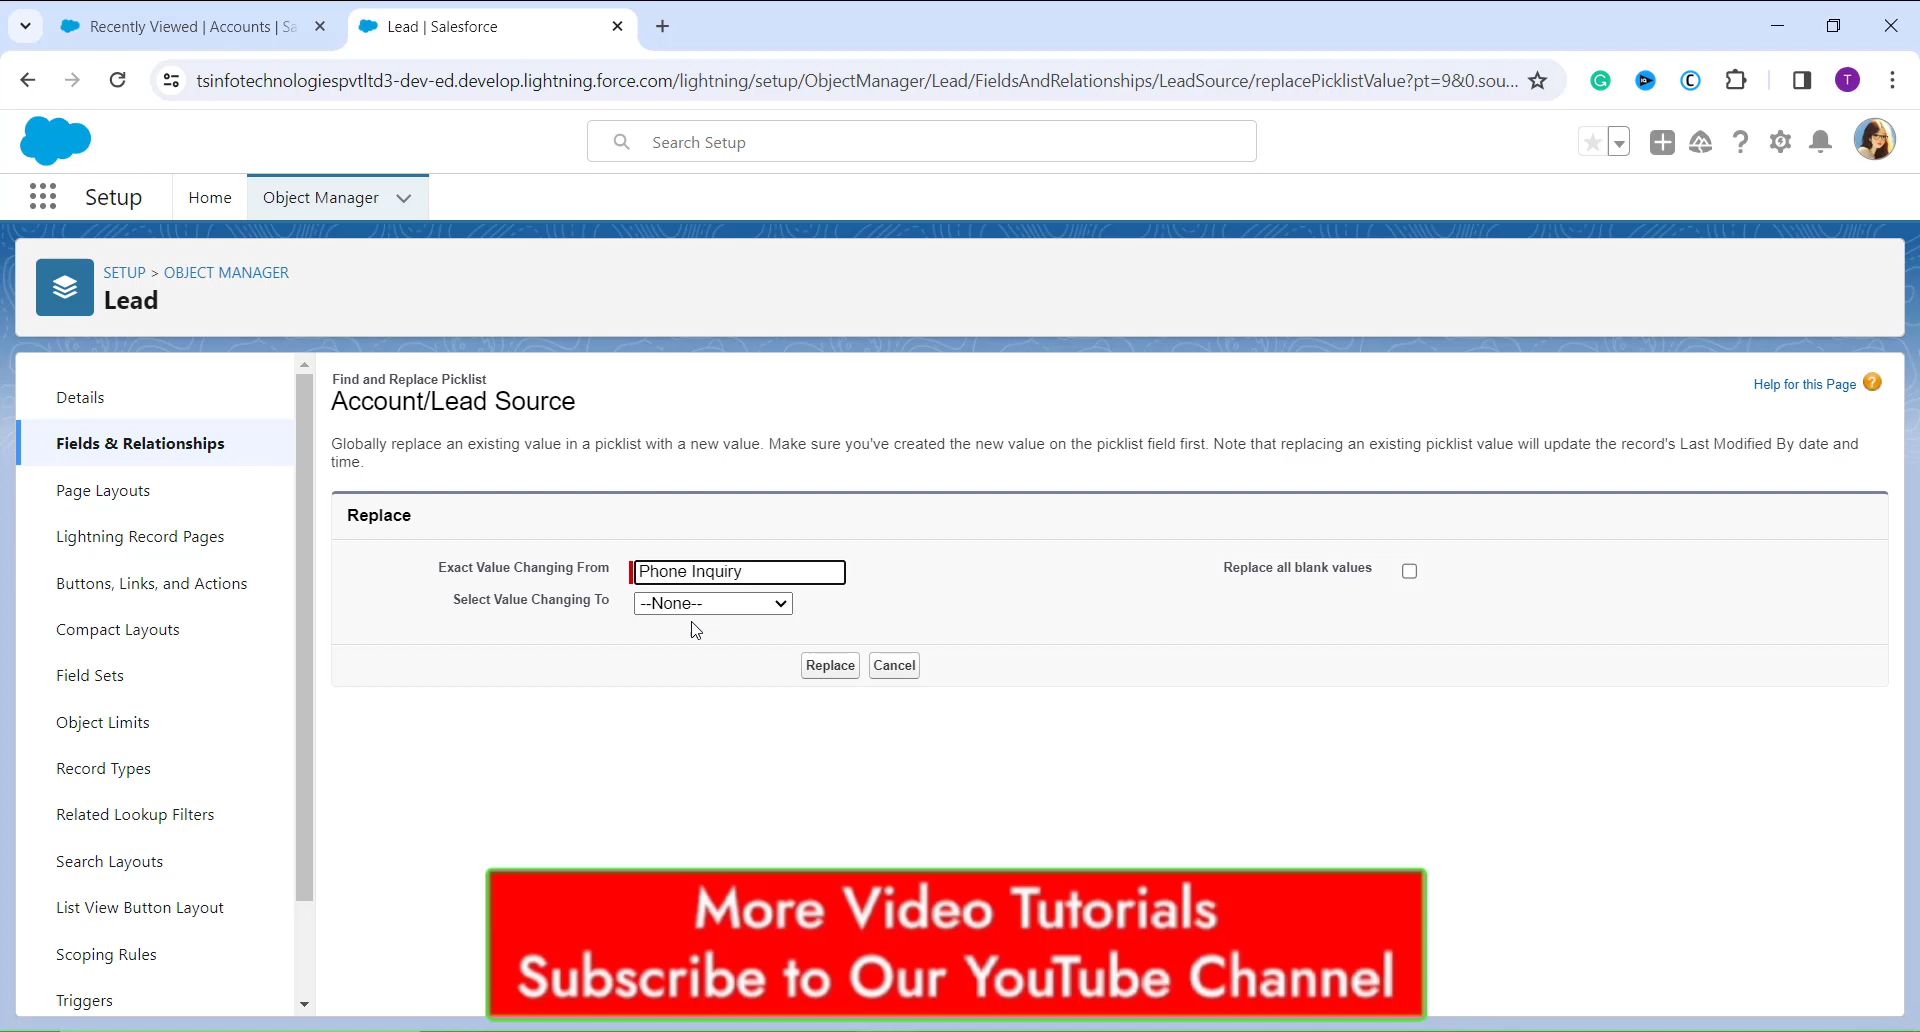 Recently Viewed | Accounts | Sa
Lead | Salesforce
tsinfotechnologiespvtltd3-dev-ed.develop.lightning.force.com/lightning/setup/ObjectManager/Lead/FieldsAndRelationships/LeadSource/replacePicklistValue?pt=9&0.sou...
T
Search Setup
Setup
Home
Object Manager
SETUP > OBJECT MANAGER
Lead
Details
Fields & Relationships
Page Layouts
Lightning Record Pages
Buttons, Links, and Actions
Compact Layouts
Field Sets
Object Limits
Record Types
Related Lookup Filters
Search Layouts
List View Button Layout
Scoping Rules
Triggers
Find and Replace Picklist
Account/Lead Source
Help for this Page ?
Globally replace an existing value in a picklist with a new value. Make sure you've created the new value on the picklist field first. Note that replacing an existing picklist value will update the record's Last Modified By date and
time.
Replace
Exact Value Changing From Phone Inquiry
Replace all blank values
Select Value Changing To --None--
Replace Cancel
More Video Tutorials
Subscribe to Our YouTube Channel